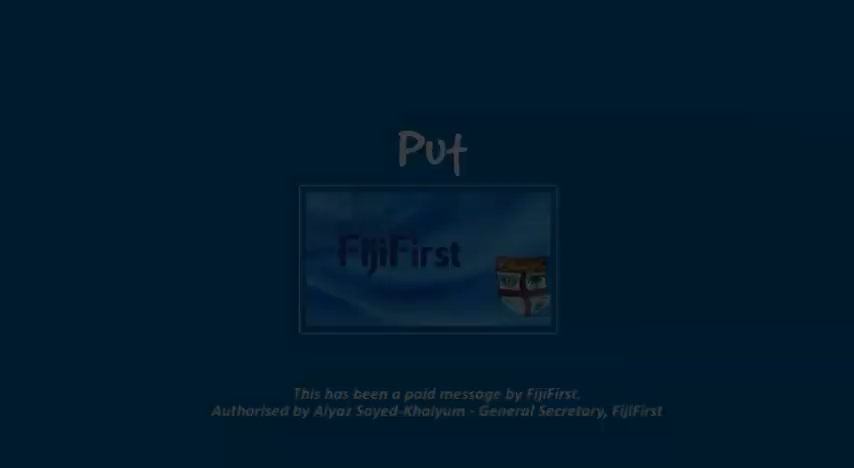 Put
FijiFirst
This has been a paid message by FijiFirst.
Authorised by Aiyaz Sayed-Khaiyum - General Secretary, FijiFirst